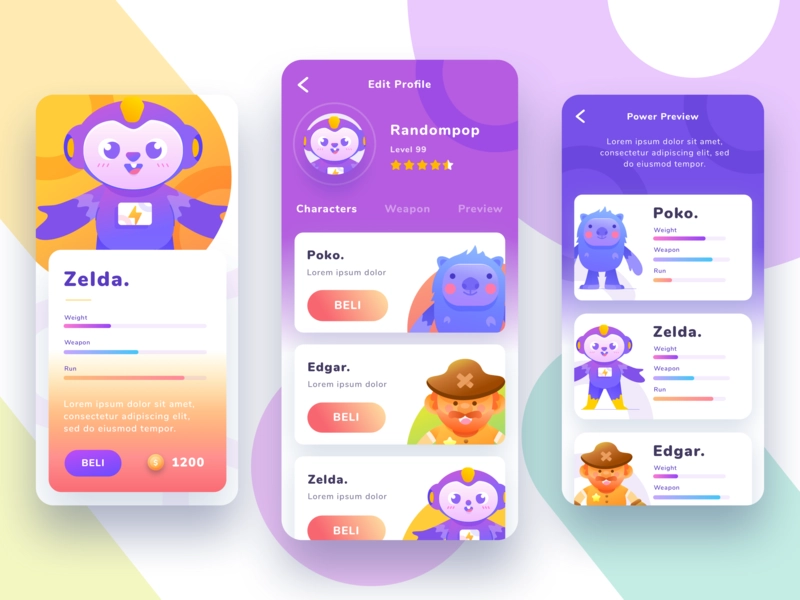 Zelda.
Weight
Weapon
Run
Lorem ipsum dolor sit amet,
consectetur adipiscing elit,
sed do eiusmod tempor.
BELI
$ 1200
Edit Profile
Randompop
Level 99
Characters Weapon Preview
Poko.
Lorem ipsum dolor
BELI
Edgar.
Lorem ipsum dolor
BELI
Zelda.
Lorem ipsum dolor
BELI
Power Preview
Lorem ipsum dolor sit amet,
consectetur adipiscing elit, sed
do eiusmod tempor.
Poko.
Weight
Weapon
Run
Zelda.
Weight
Weapon
Run
Edgar.
Weight
Weapon